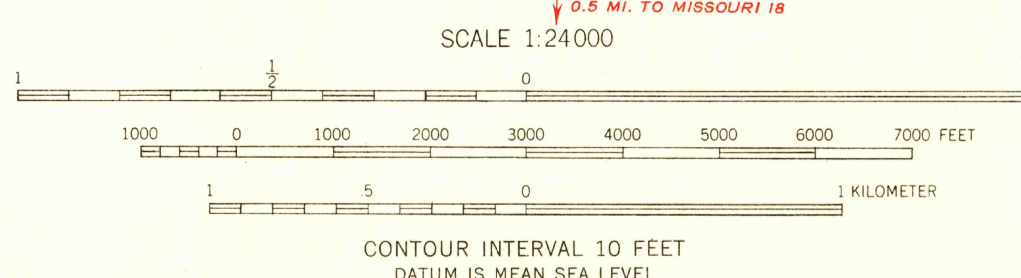 0.5 MI. TO MISSOURI 18
SCALE 1:24000
1 1/2 0
1000 0 1000 2000 3000 4000 5000 6000 7000 FEET
1 .5 0 1 KILOMETER
CONTOUR INTERVAL 10 FEET
DATUM IS MEAN SEA LEVEL